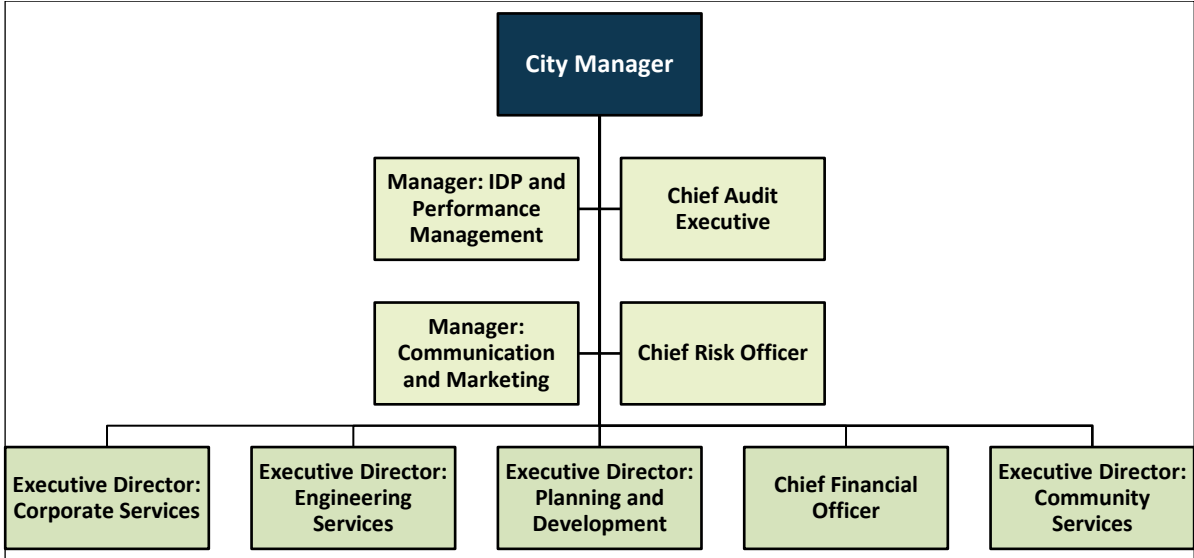 City Manager
Manager: IDP and
Performance
Management
Chief Audit
Executive
Manager:
Communication
and Marketing
Chief Risk Officer
Executive Director:
Corporate Services
Executive Director:
Engineering
Services
Executive Director:
Planning and
Development
Chief Financial
Officer
Executive Director:
Community
Services